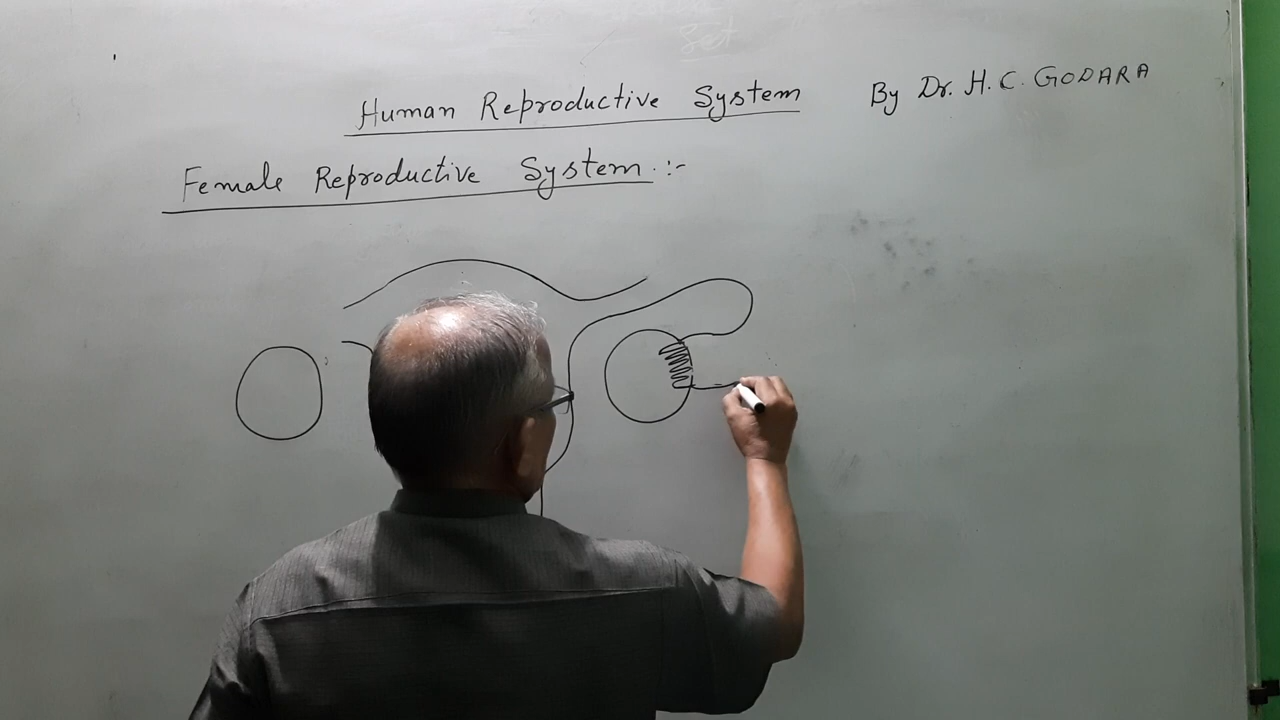 Human Reproductive System By Dr. H. C. GODARA
Female Reproductive System :-